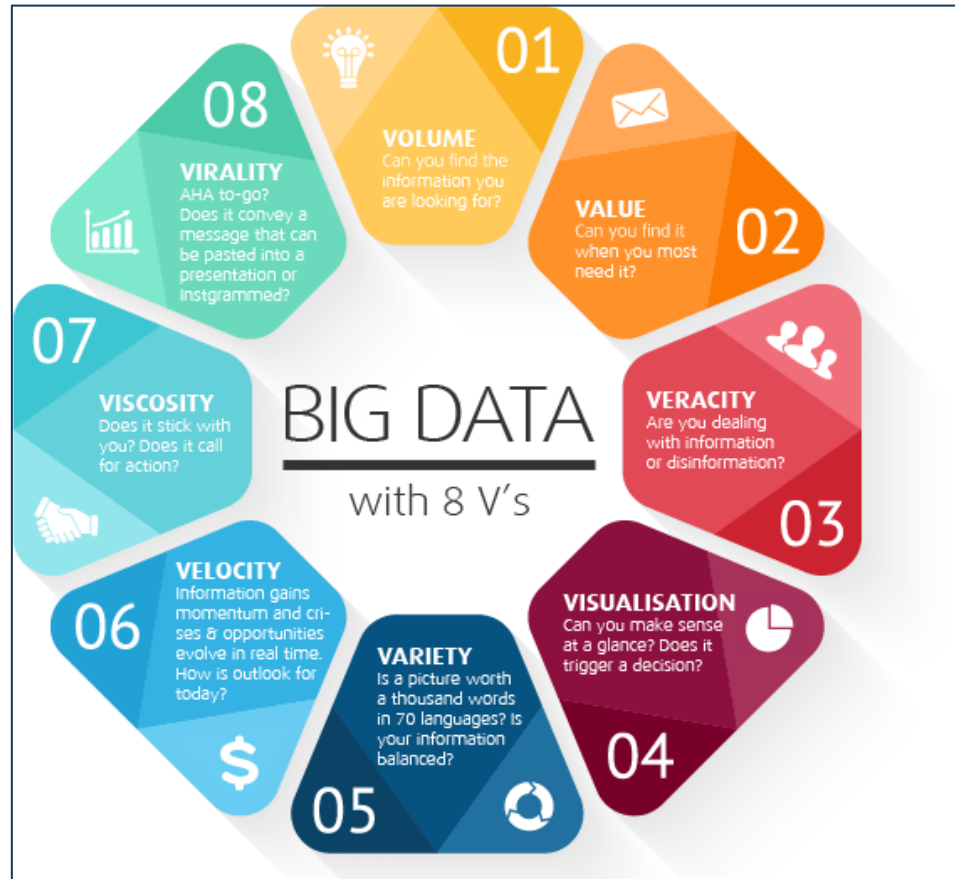 BIG DATA
with 8 V's
01
VOLUME
Can you find the
information you
are looking for?
VALUE
Can you find it
when you most
need it?
02
VERACITY
Are you dealing
with information
or disinformation?
03
VISUALISATION
Can you make sense
at a glance? Does it
trigger a decision?
04
VARIETY
Is a picture worth
a thousand words
in 70 languages? Is
your information
balanced?
05
VELOCITY
Information gains
momentum and cri-
ses & opportunities
evolve in real time.
How is outlook for
today?
06
$
07
VISCOSITY
Does it stick with
you? Does it call
for action?
08
VIRALITY
AHA to-go?
Does it convey a
message that can
be pasted into a
presentation or
Instgrammed?